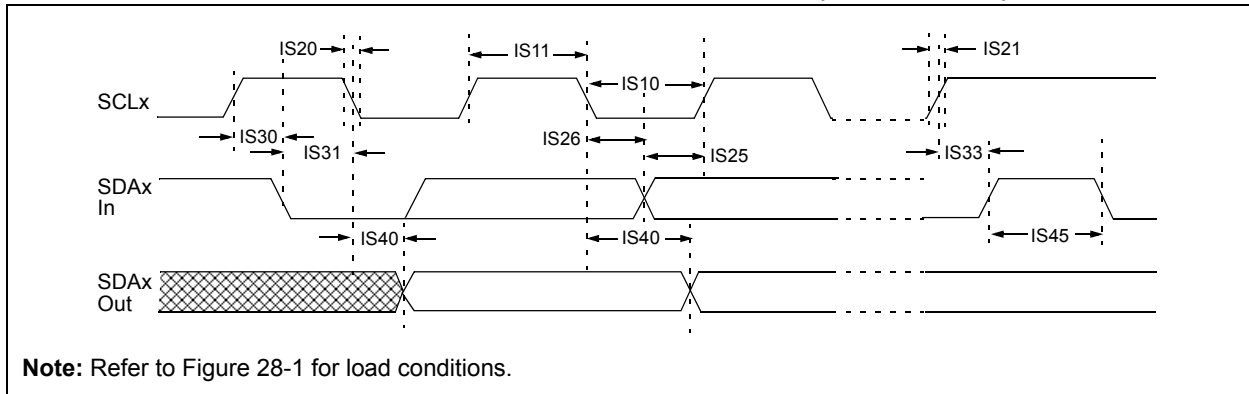 IS20
IS11
IS21
IS10
SCLx
IS30
IS26
IS31
IS25
IS33
SDAx
In
IS40
IS40
IS45
SDAx
Out
Note: Refer to Figure 28-1 for load conditions.